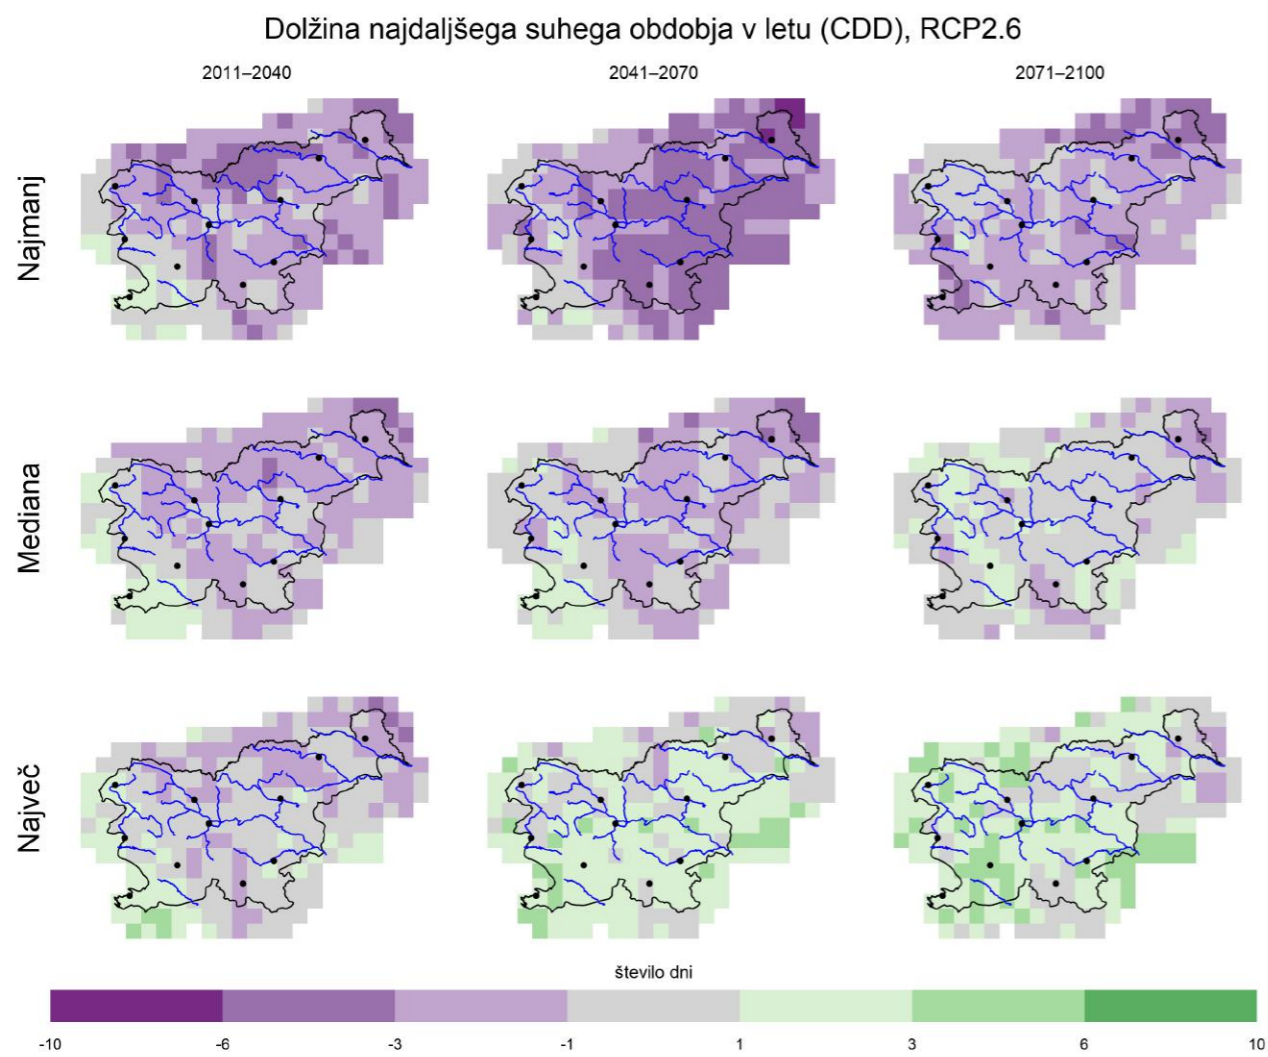 Dolžina najdaljšega suhega obdobja v letu (CDD), RCP2.6
2011–2040
2041–2070
2071–2100
Najmanj
Mediana
Največ
število dni
-10
-6
-3
-1
1
3
6
10